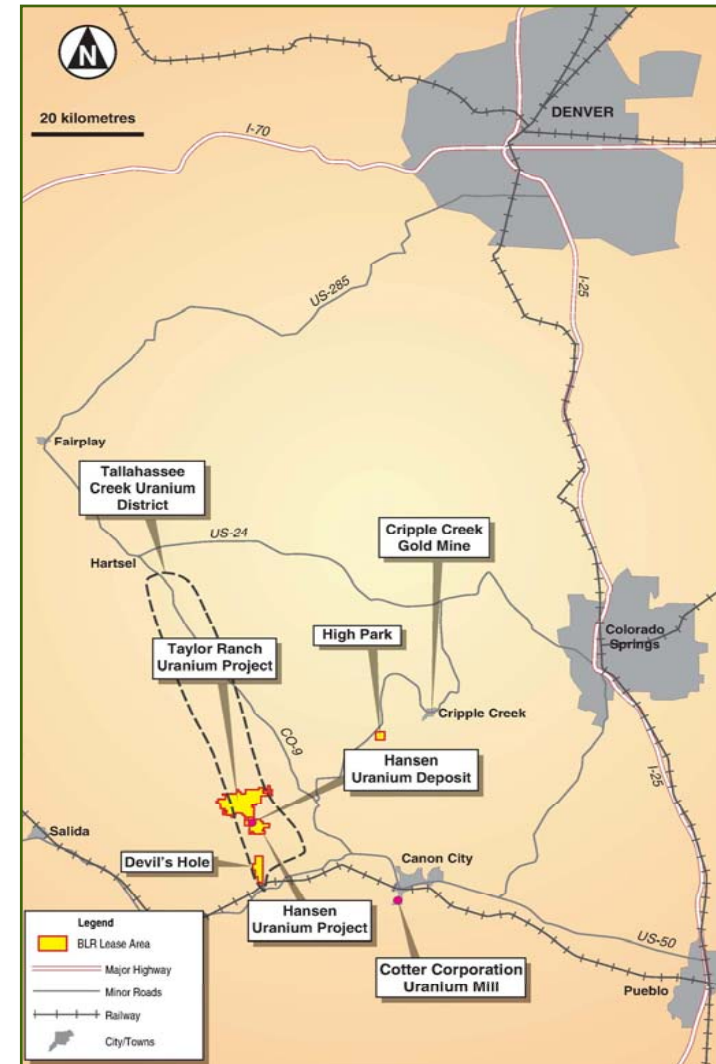 N
20 kilometres
DENVER
I-70
US-285
I-25
Fairplay
Tallahassee
Creek Uranium
District
US-24
Cripple Creek
Gold Mine
Hartsel
High Park
Colorado
Springs
Taylor Ranch
Uranium Project
Cripple Creek
CO-9
Hansen
Uranium Deposit
I-25
Salida
Devil's Hole
Canon City
Hansen
Uranium Project
Cotter Corporation
Uranium Mill
US-50
Pueblo
Legend
BLR Lease Area
Major Highway
Minor Roads
Railway
City/Towns